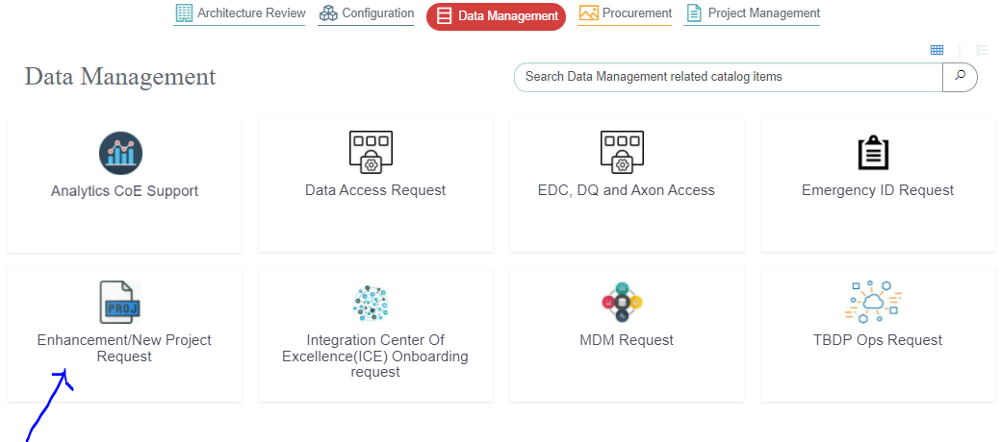 Architecture Review
Configuration
Data Management
Procurement
Project Management
Data Management
Search Data Management related catalog items
Analytics CoE Support
Data Access Request
EDC, DQ and Axon Access
Emergency ID Request
PROJ
Enhancement/New Project
Request
Integration Center Of
Excellence(ICE) Onboarding
request
MDM Request
TBDP Ops Request